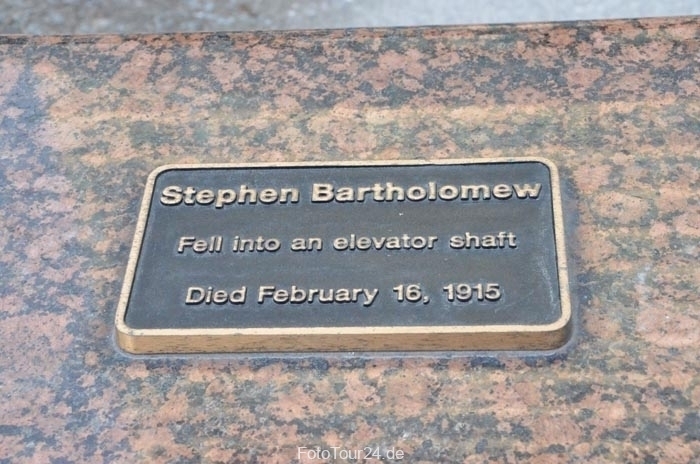 Stephen Bartholomew
Fell into an elevator shaft
Died February 16, 1915
FotoTour24.de